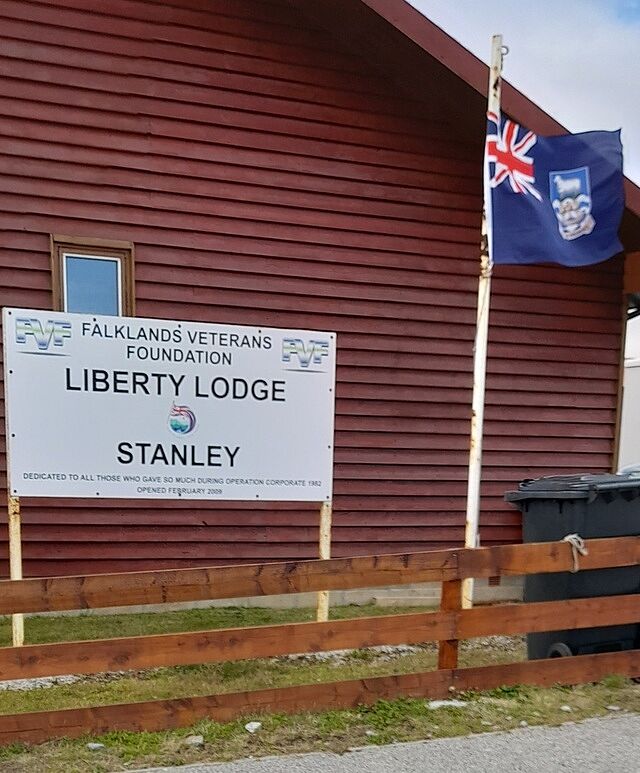 FVF FALKLANDS VETERANS FVF
FOUNDATION
LIBERTY LODGE
STANLEY
DEDICATED TO ALL THOSE WHO GAVE SO MUCH DURING OPERATION CORPORATE 1982
OPENED FEBRUARY 2009